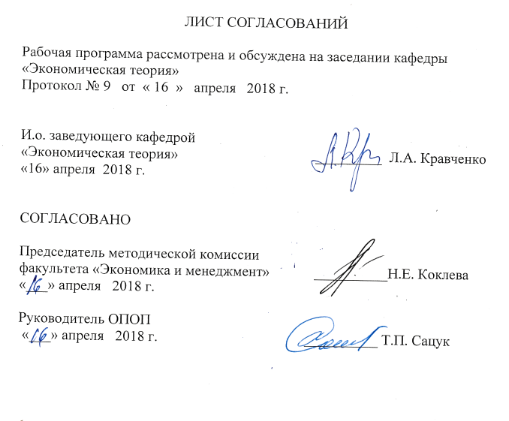 ЛИСТ СОГЛАСОВАНИЙ
Рабочая программа рассмотрена и обсуждена на заседании кафедры
«Экономическая теория»
Протокол № 9 от « 16 » апреля 2018 г.
И.о. заведующего кафедрой
«Экономическая теория» Л.А. Кравченко
«16» апреля 2018 г.
СОГЛАСОВАНО
Председатель методической комиссии
факультета «Экономика и менеджмент» Н.Е. Коклева
«16» апреля 2018 г.
Руководитель ОПОП
«16» апреля 2018 г. Т.П. Сацук